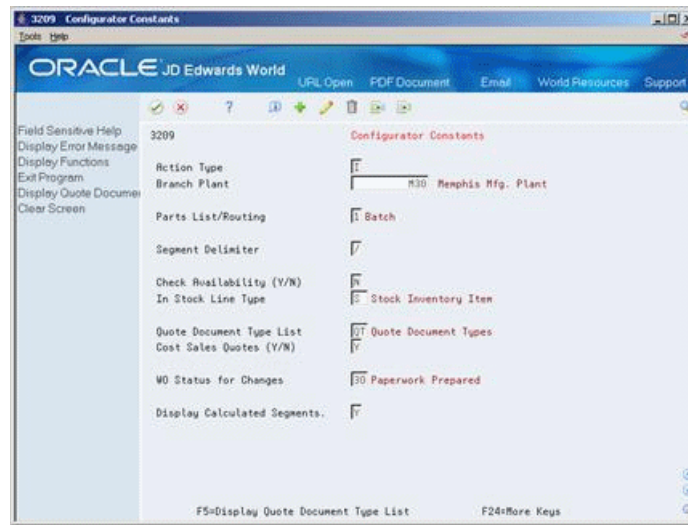 3209 Configurator Constants
Tools Help
ORACLE JD Edwards World
URL Open PDF Document Email World Resources Support
Field Sensitive Help
Display Error Message
Display Functions
Exit Program
Display Quote Documen
Clear Screen
3209 Configurator Constants
Action Type I
Branch Plant M30 Memphis Mfg. Plant
Parts List/Routing 1 Batch
Segment Delimiter /
Check Availability (Y/N) N
In Stock Line Type S Stock Inventory Item
Quote Document Type List QT Quote Document Types
Cost Sales Quotes (Y/N) Y
WO Status for Changes 30 Paperwork Prepared
Display Calculated Segments. Y
F5=Display Quote Document Type List F24=More Keys